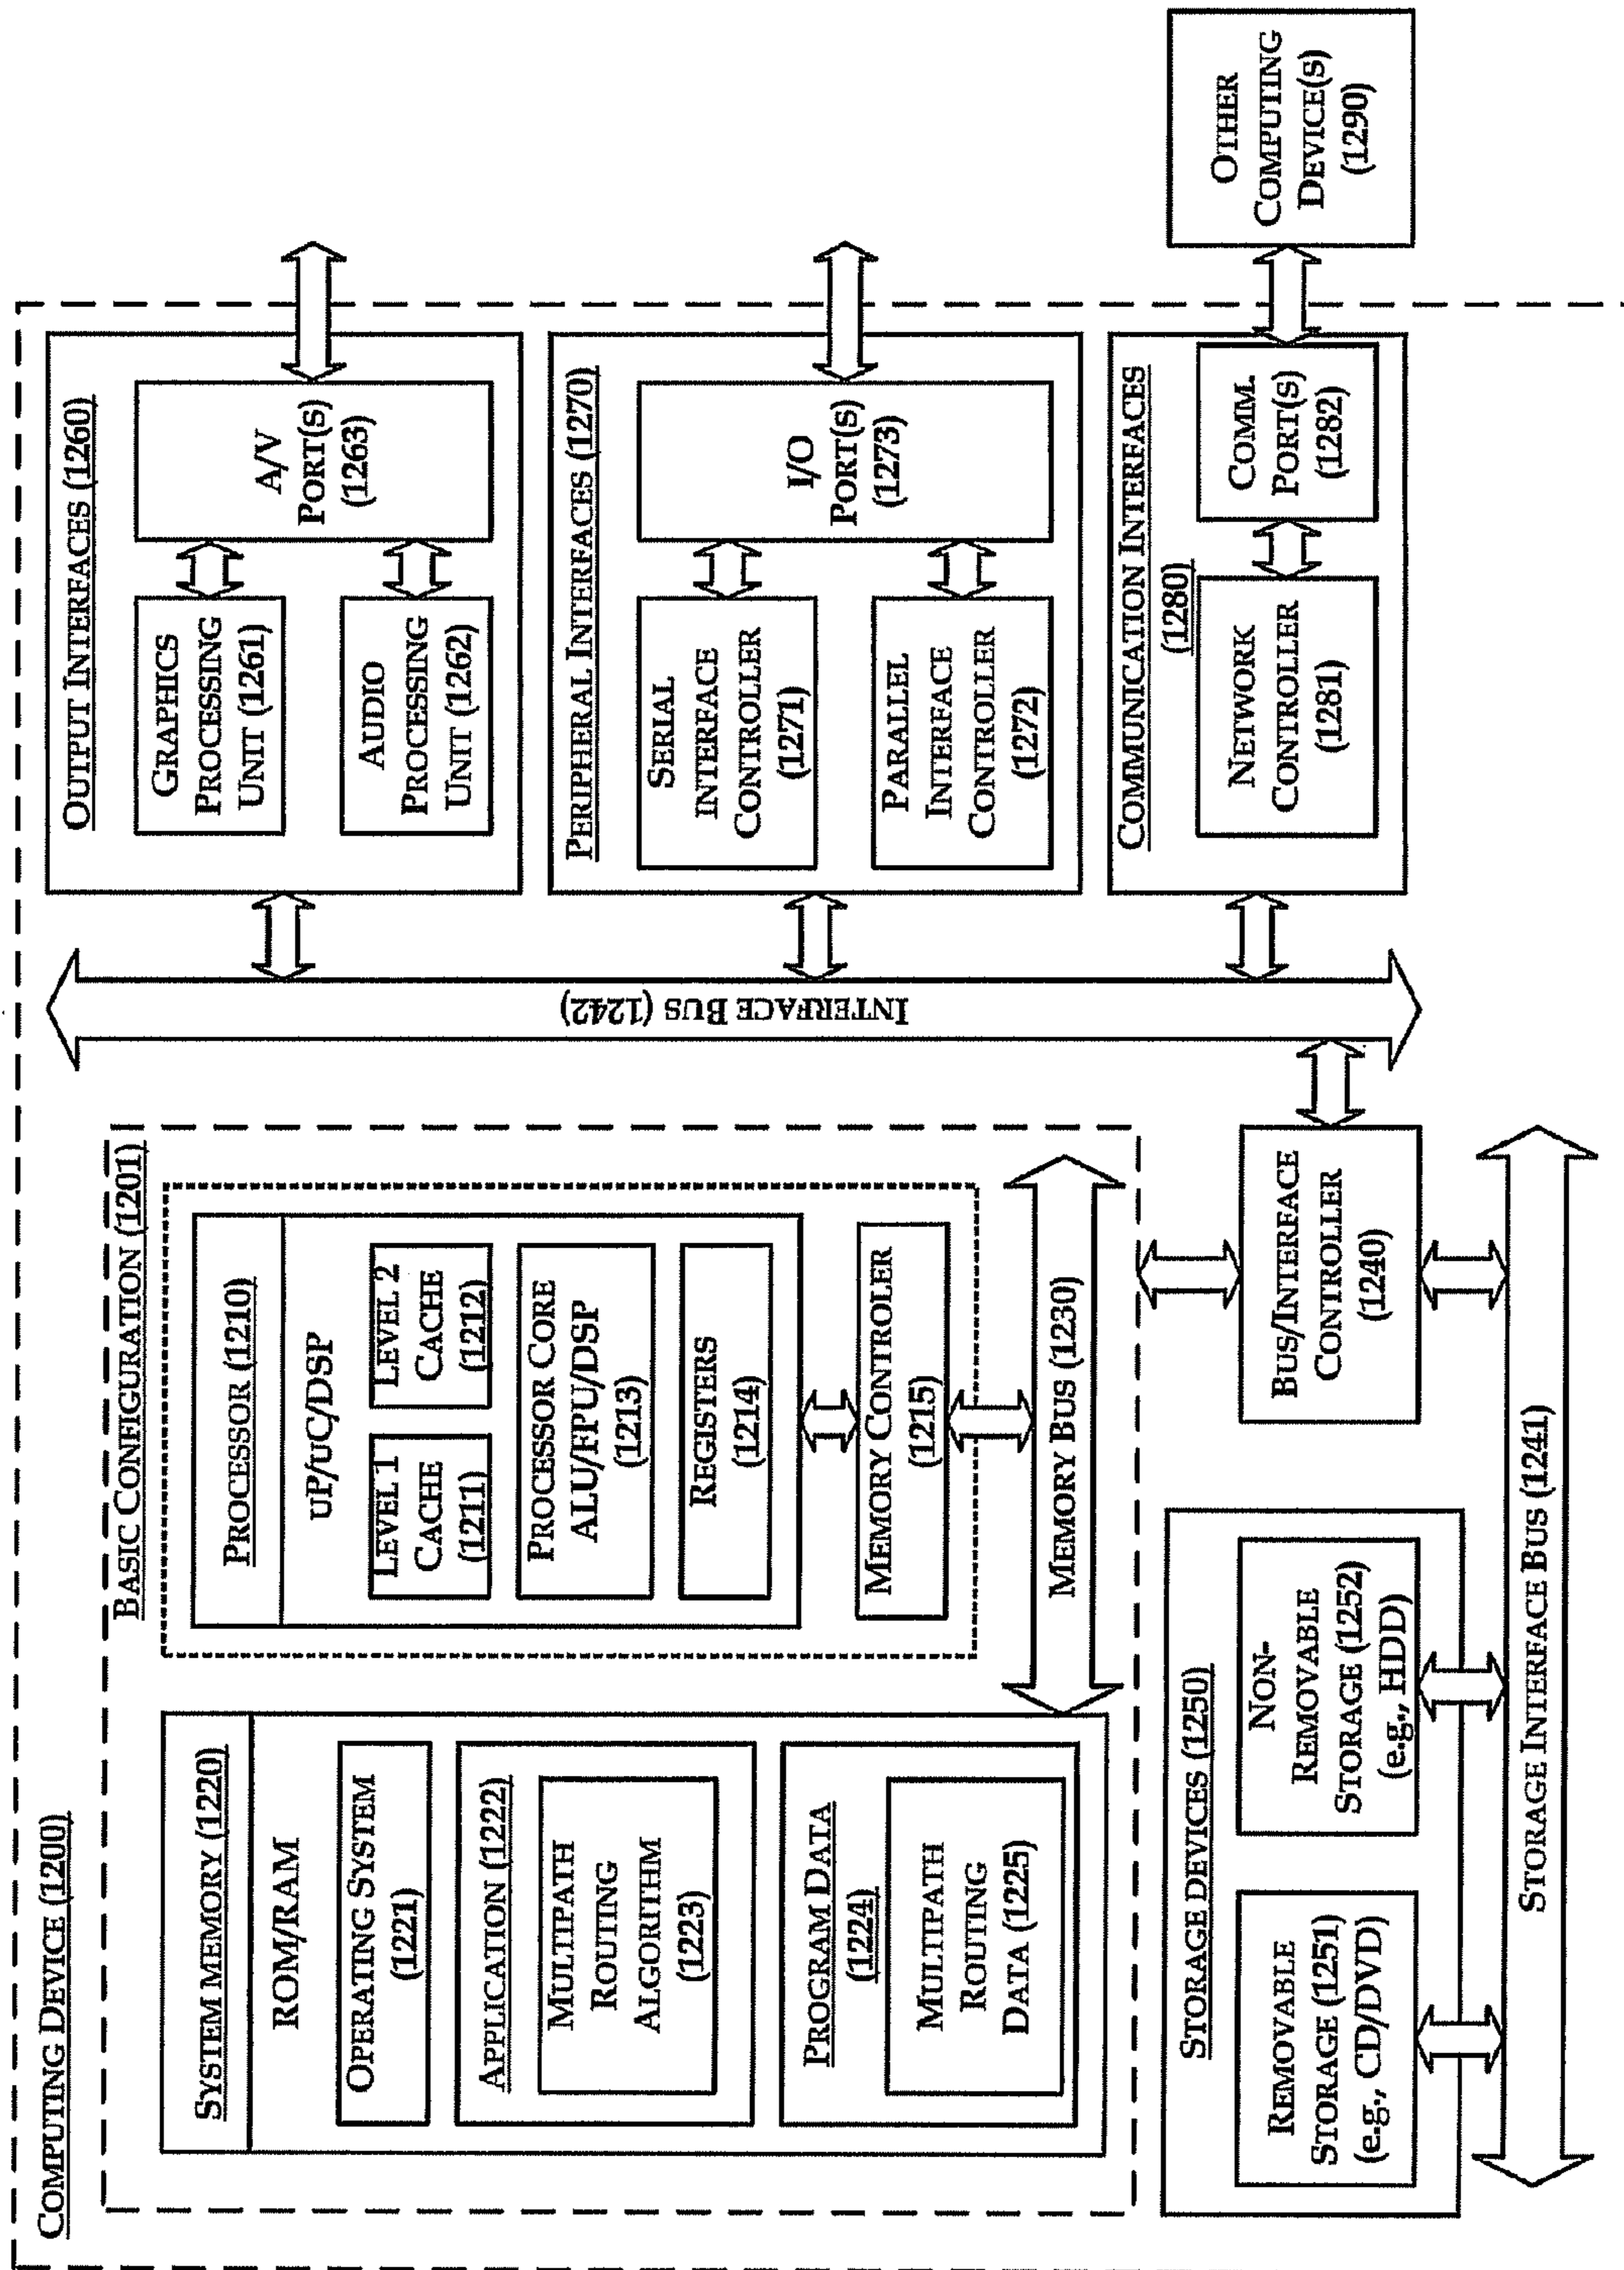 COMPUTING DEVICE (1200)
BASIC CONFIGURATION (1201)
SYSTEM MEMORY (1220)
ROM/RAM
OPERATING SYSTEM
(1221)
APPLICATION (1222)
MULTIPATH
ROUTING
ALGORITHM
(1223)
PROGRAM DATA
(1224)
MULTIPATH
ROUTING
DATA (1225)
PROCESSOR (1210)
uP/uC/DSP
LEVEL 1
CACHE
(1211)
LEVEL 2
CACHE
(1212)
PROCESSOR CORE
ALU/FPU/DSP
(1213)
REGISTERS
(1214)
MEMORY CONTROLLER
(1215)
MEMORY BUS (1230)
BUS/INTERFACE
CONTROLLER
(1240)
STORAGE DEVICES (1250)
REMOVABLE
STORAGE (1251)
(e.g., CD/DVD)
NON-
REMOVABLE
STORAGE (1252)
(e.g., HDD)
STORAGE INTERFACE BUS (1241)
INTERFACE BUS (1242)
OUTPUT INTERFACES (1260)
GRAPHICS
PROCESSING
UNIT (1261)
AUDIO
PROCESSING
UNIT (1262)
A/V
PORT(S)
(1263)
PERIPHERAL INTERFACES (1270)
SERIAL
INTERFACE
CONTROLLER
(1271)
PARALLEL
INTERFACE
CONTROLLER
(1272)
I/O
PORT(S)
(1273)
COMMUNICATION INTERFACES
(1280)
NETWORK
CONTROLLER
(1281)
COMM.
PORT(S)
(1282)
OTHER
COMPUTING
DEVICE(S)
(1290)